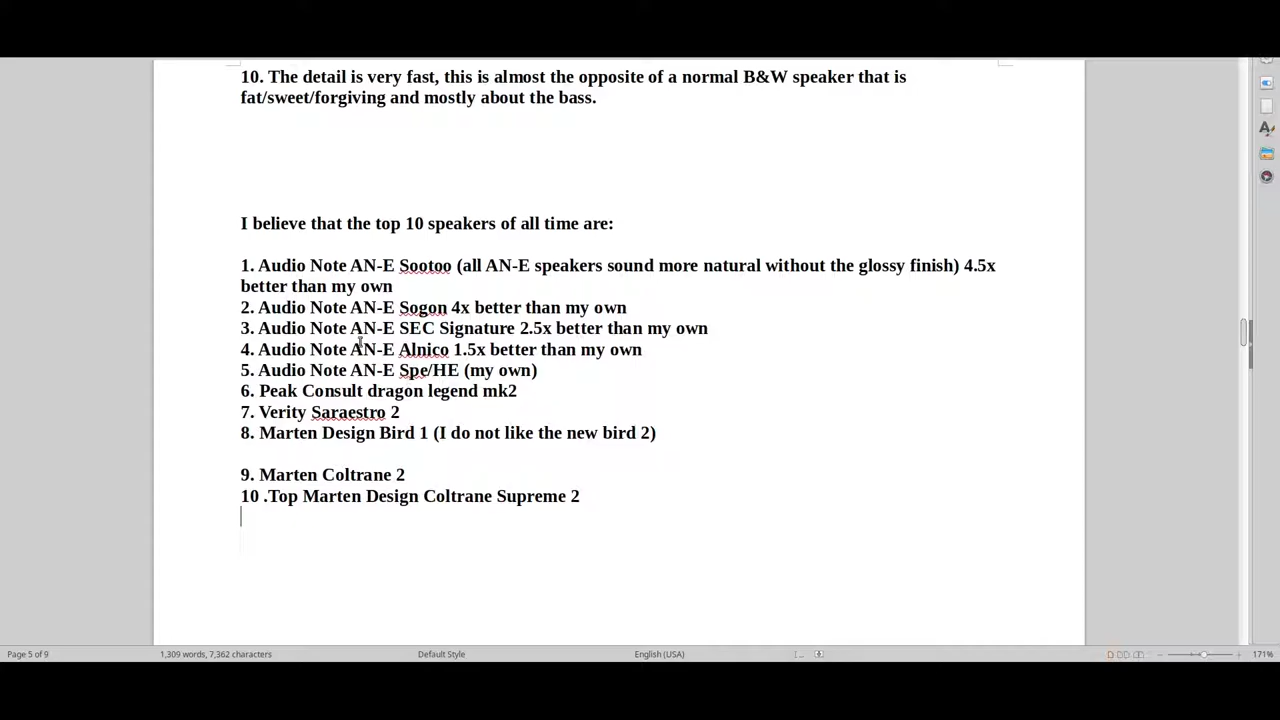 10. The detail is very fast, this is almost the opposite of a normal B&W speaker that is
fat/sweet/forgiving and mostly about the bass.
I believe that the top 10 speakers of all time are:
1. Audio Note AN-E Sootoo (all AN-E speakers sound more natural without the glossy finish) 4.5x
better than my own
2. Audio Note AN-E Sogon 4x better than my own
3. Audio Note AN-E SEC Signature 2.5x better than my own
4. Audio Note AN-E Alnico 1.5x better than my own
5. Audio Note AN-E Spe/HE (my own)
6. Peak Consult dragon legend mk2
7. Verity Saraestro 2
8. Marten Design Bird 1 (I do not like the new bird 2)
9. Marten Coltrane 2
10 .Top Marten Design Coltrane Supreme 2
Page 5 of 9 1,309 words, 7,362 characters Default Style English (USA) 171%